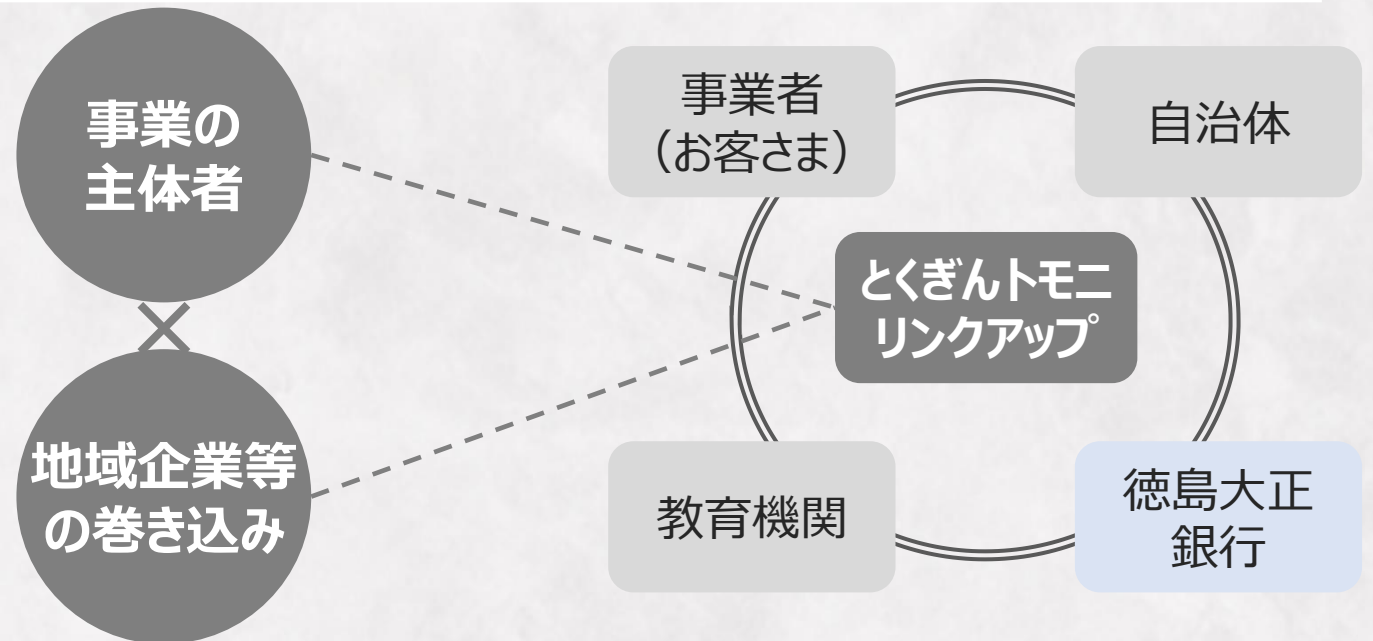 事業の
主体者
地域企業等
の巻き込み
事業者
（お客さま）
自治体
とくぎんトモニ
リンクアップ
教育機関
徳島大正
銀行